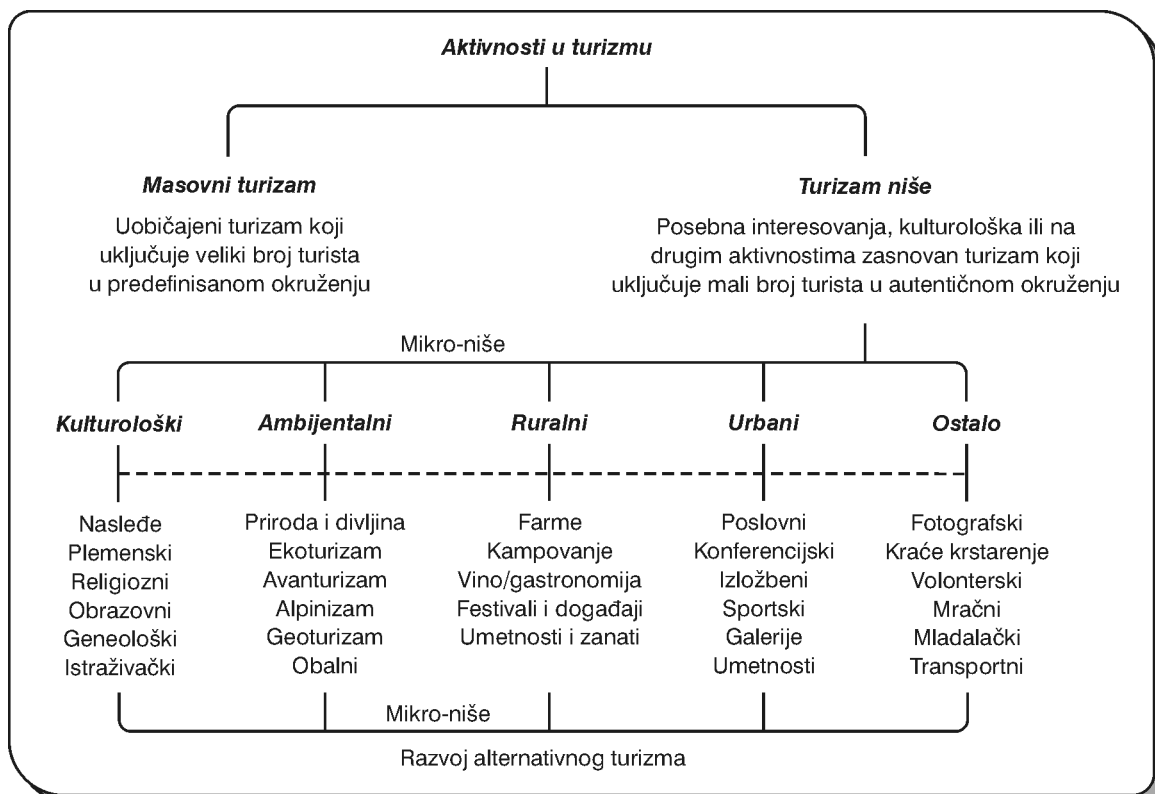 Aktivnosti u turizmu
Masovni turizam
Uobičajeni turizam koji
uključuje veliki broj turista
u predefinisanom okruženju
Turizam niše
Posebna interesovanja, kulturološka ili na
drugim aktivnostima zasnovan turizam koji
uključuje mali broj turista u autentičnom okruženju
Mikro-niše
Kulturološki
Nasleđe
Plemenski
Religiozni
Obrazovni
Geneološki
Istraživački
Ambijentalni
Priroda i divljina
Ekoturizam
Avanturizam
Alpinizam
Geoturizam
Obalni
Ruralni
Farme
Kampovanje
Vino/gastronomija
Festivali i događaji
Umetnosti i zanati
Urbani
Poslovni
Konferencijski
Izložbeni
Sportski
Galerije
Umetnosti
Ostalo
Fotografski
Kraće krstarenje
Volonterski
Mračni
Mladalački
Transportni
Mikro-niše
Razvoj alternativnog turizma